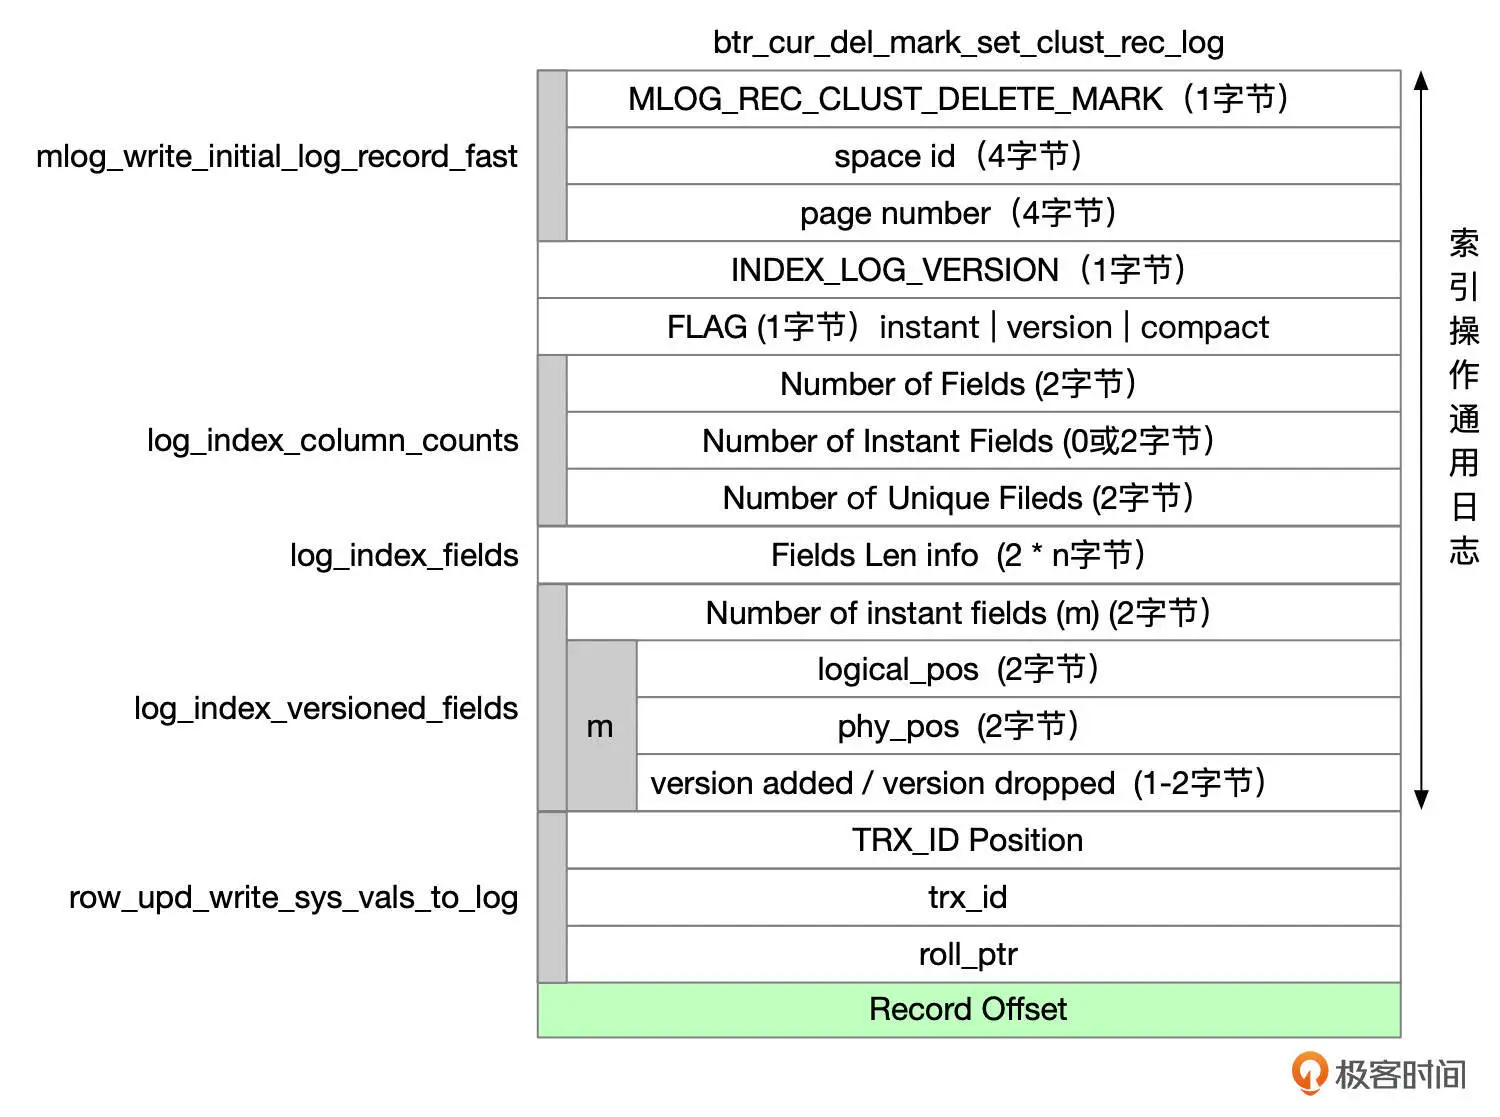 btr_cur_del_mark_set_clust_rec_log
MLOG_REC_CLUST_DELETE_MARK（1字节）
mlog_write_initial_log_record_fast
space id（4字节）
page number（4字节）
INDEX_LOG_VERSION（1字节）
FLAG (1字节）instant | version | compact
Number of Fields (2字节）
log_index_column_counts
Number of Instant Fields (0或2字节）
Number of Unique Fileds (2字节）
log_index_fields
Fields Len info （2 * n字节）
Number of instant fields (m) (2字节）
log_index_versioned_fields
m
logical_pos （2字节）
phy_pos （2字节）
version added / version dropped （1-2字节）
索引操作通用日志
TRX_ID Position
row_upd_write_sys_vals_to_log
trx_id
roll_ptr
Record Offset
极客时间